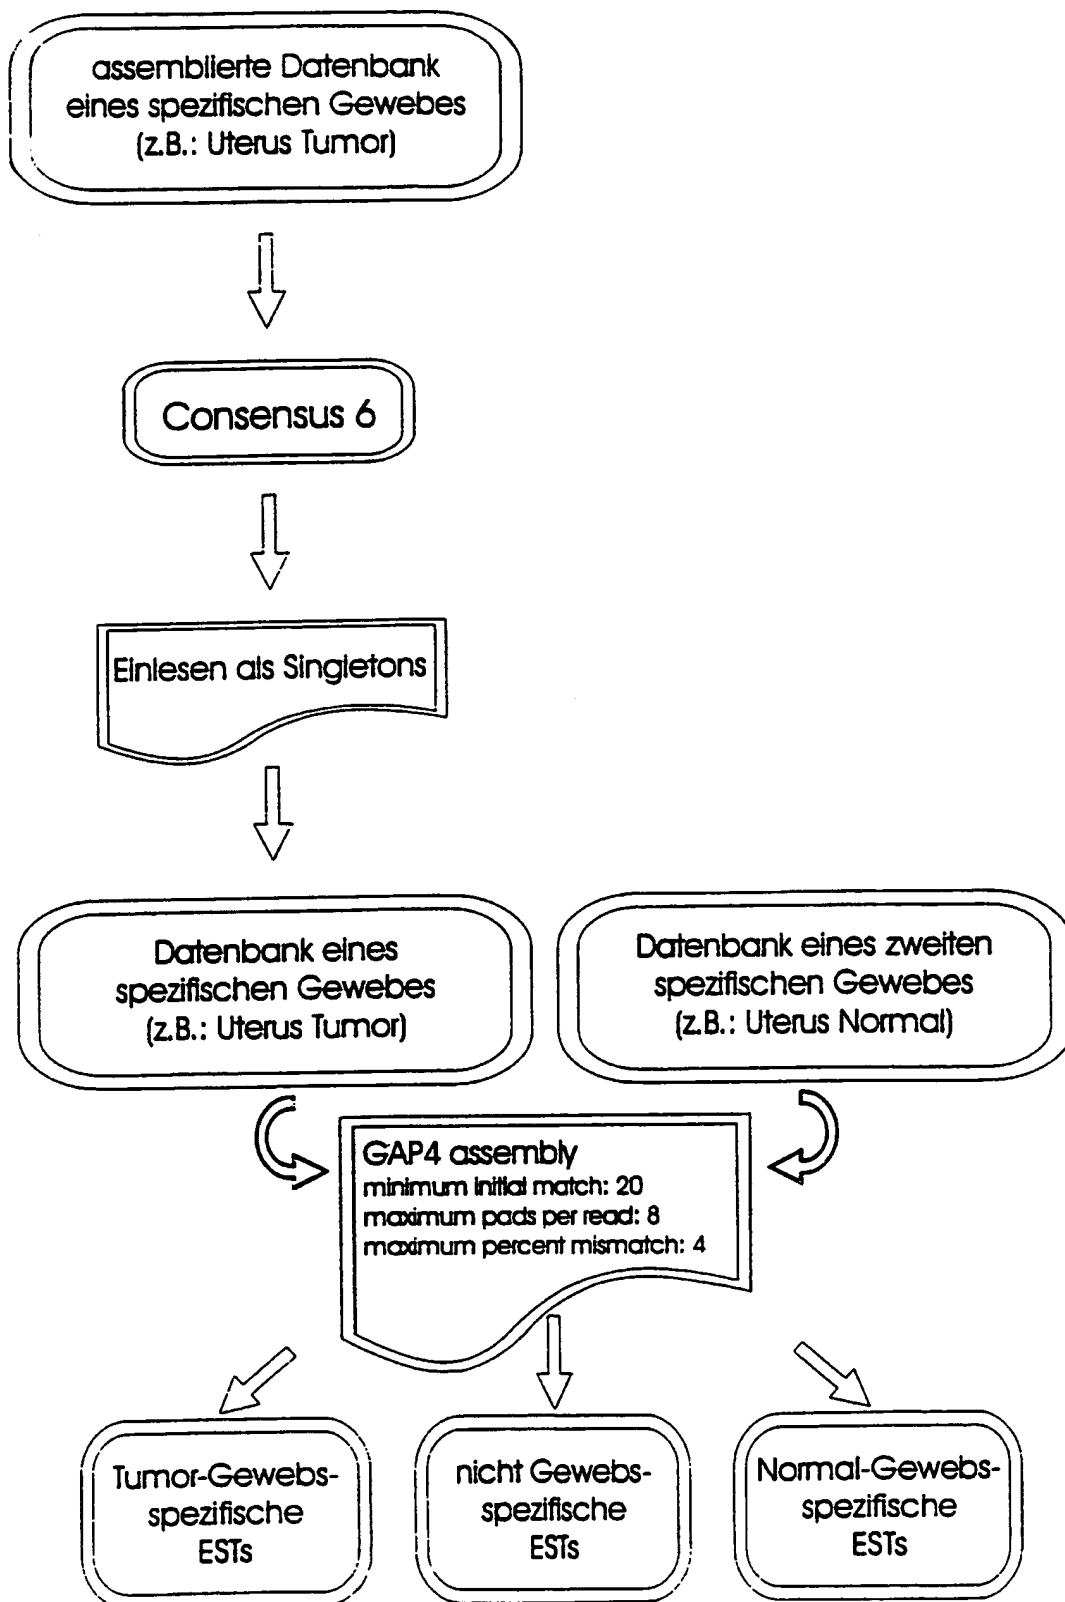 assemblierte Datenbank
eines spezifischen Gewebes
(z.B.: Uterus Tumor)
Consensus 6
Einlesen als Singletons
Datenbank eines
spezifischen Gewebes
(z.B.: Uterus Tumor)
Datenbank eines zweiten
spezifischen Gewebes
(z.B.: Uterus Normal)
GAP4 assembly
minimum initial match: 20
maximum pads per read: 8
maximum percent mismatch: 4
Tumor-Gewebs-
spezifische
ESTs
nicht Gewebs-
spezifische
ESTs
Normal-Gewebs-
spezifische
ESTs